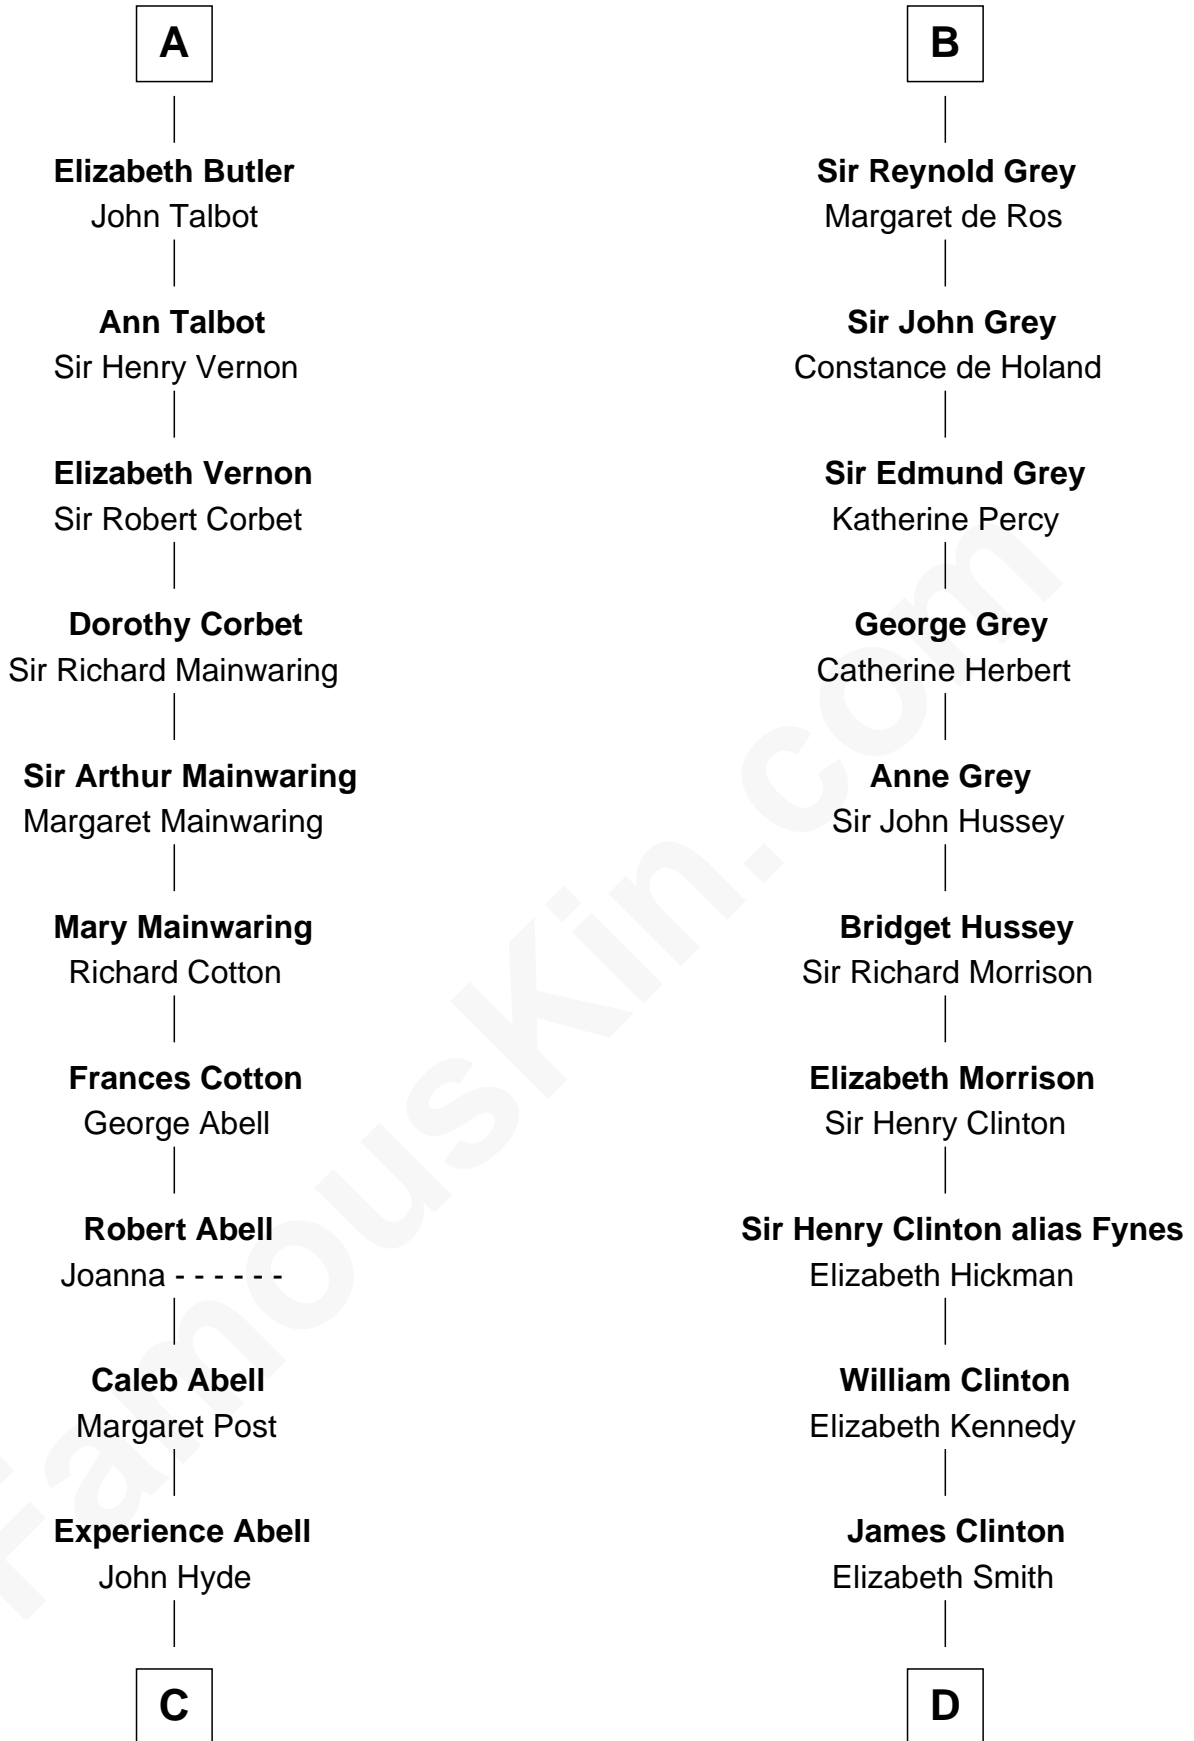 A
Elizabeth Butler
John Talbot
Ann Talbot
Sir Henry Vernon
Elizabeth Vernon
Sir Robert Corbet
Dorothy Corbet
Sir Richard Mainwaring
Sir Arthur Mainwaring
Margaret Mainwaring
Mary Mainwaring
Richard Cotton
Frances Cotton
George Abell
Robert Abell
Joanna - - - - - -
Caleb Abell
Margaret Post
Experience Abell
John Hyde
C
B
Sir Reynold Grey
Margaret de Ros
Sir John Grey
Constance de Holand
Sir Edmund Grey
Katherine Percy
George Grey
Catherine Herbert
Anne Grey
Sir John Hussey
Bridget Hussey
Sir Richard Morrison
Elizabeth Morrison
Sir Henry Clinton
Sir Henry Clinton alias Fynes
Elizabeth Hickman
William Clinton
Elizabeth Kennedy
James Clinton
Elizabeth Smith
D
FamousKin.com